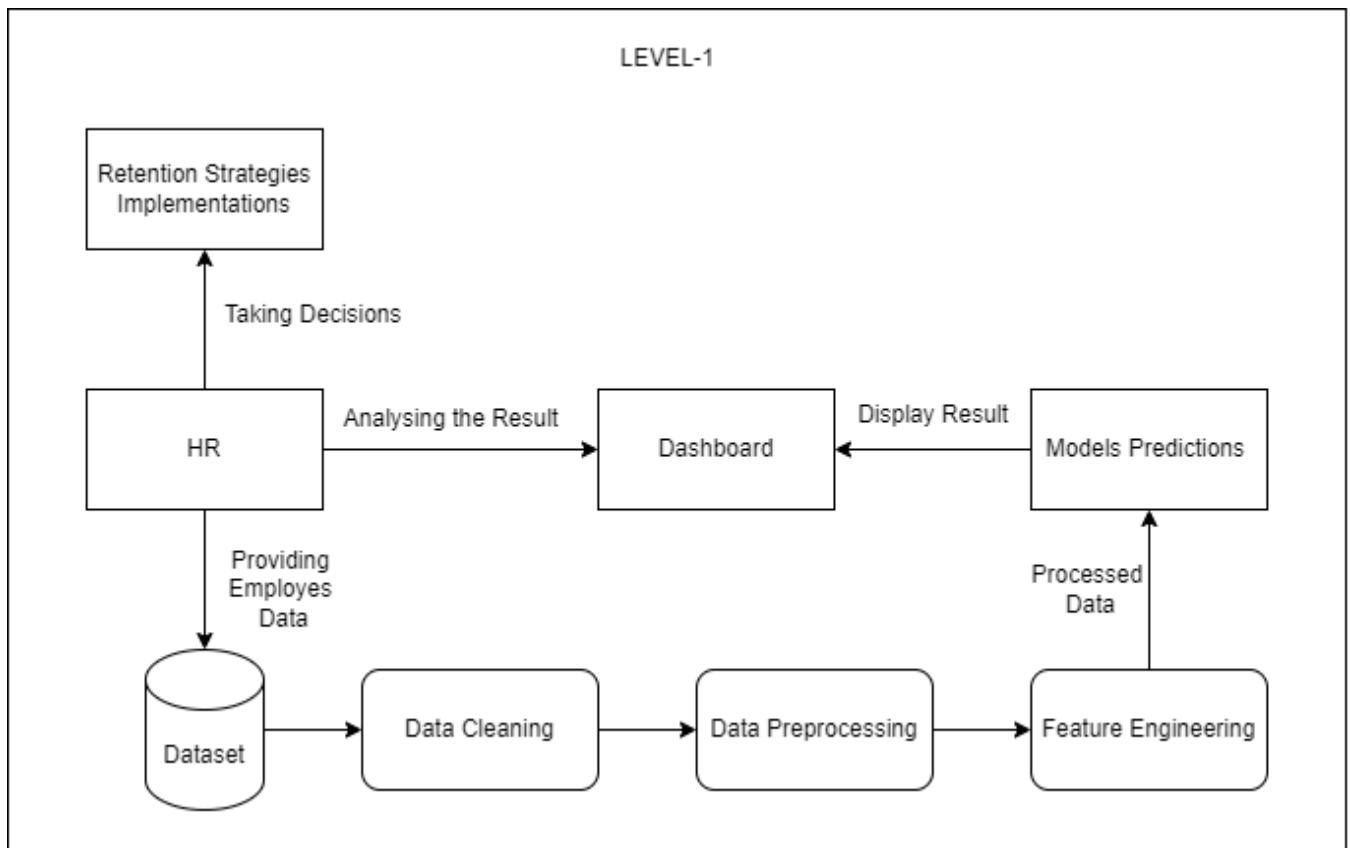 LEVEL-1
Retention Strategies
Implementations
Taking Decisions
HR
Analysing the Result
Dashboard
Display Result
Models Predictions
Providing
Employes
Data
Processed
Data
Dataset
Data Cleaning
Data Preprocessing
Feature Engineering